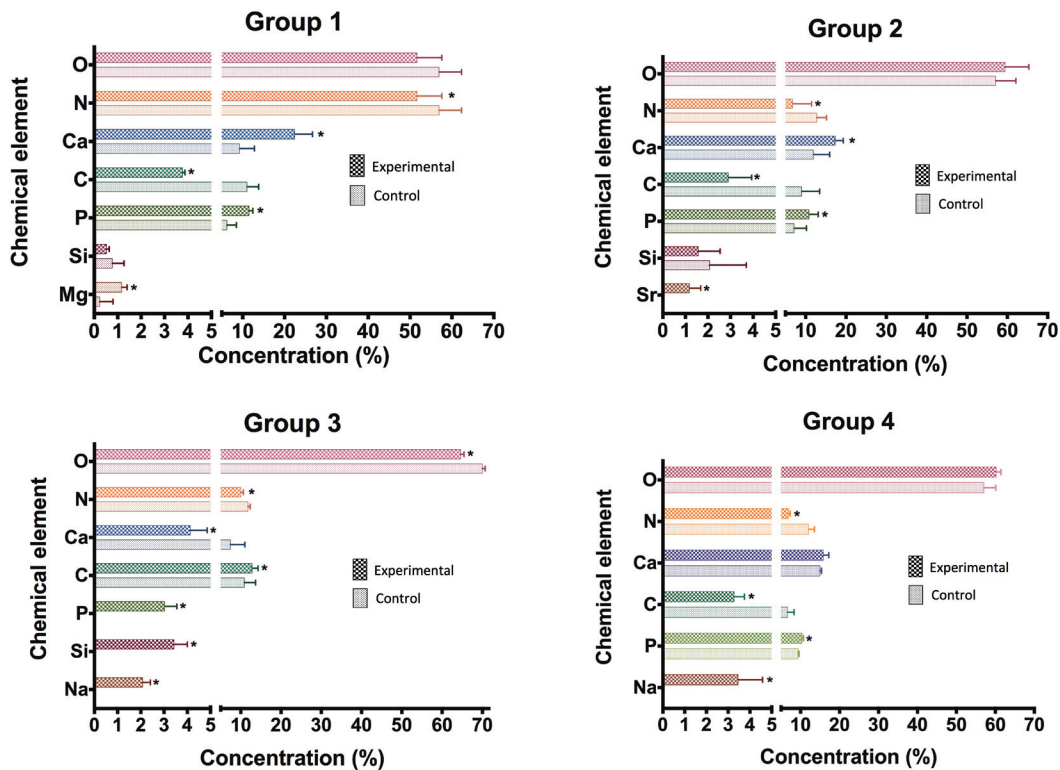 Group 1
Chemical element
O
N *
Ca *
C *
P *
Si
Mg *
Experimental
Control
0 1 2 3 4 5 10 20 30 40 50 60 70
Concentration (%)
Group 2
Chemical element
O
N *
Ca *
C *
P *
Si
Sr *
Experimental
Control
0 1 2 3 4 5 10 20 30 40 50 60 70
Concentration (%)
Group 3
Chemical element
O *
N *
Ca *
C *
P *
Si *
Na *
Experimental
Control
0 1 2 3 4 5 10 20 30 40 50 60 70
Concentration (%)
Group 4
Chemical element
O
N *
Ca
C *
P *
Na *
Experimental
Control
0 1 2 3 4 5 10 20 30 40 50 60 70
Concentration (%)